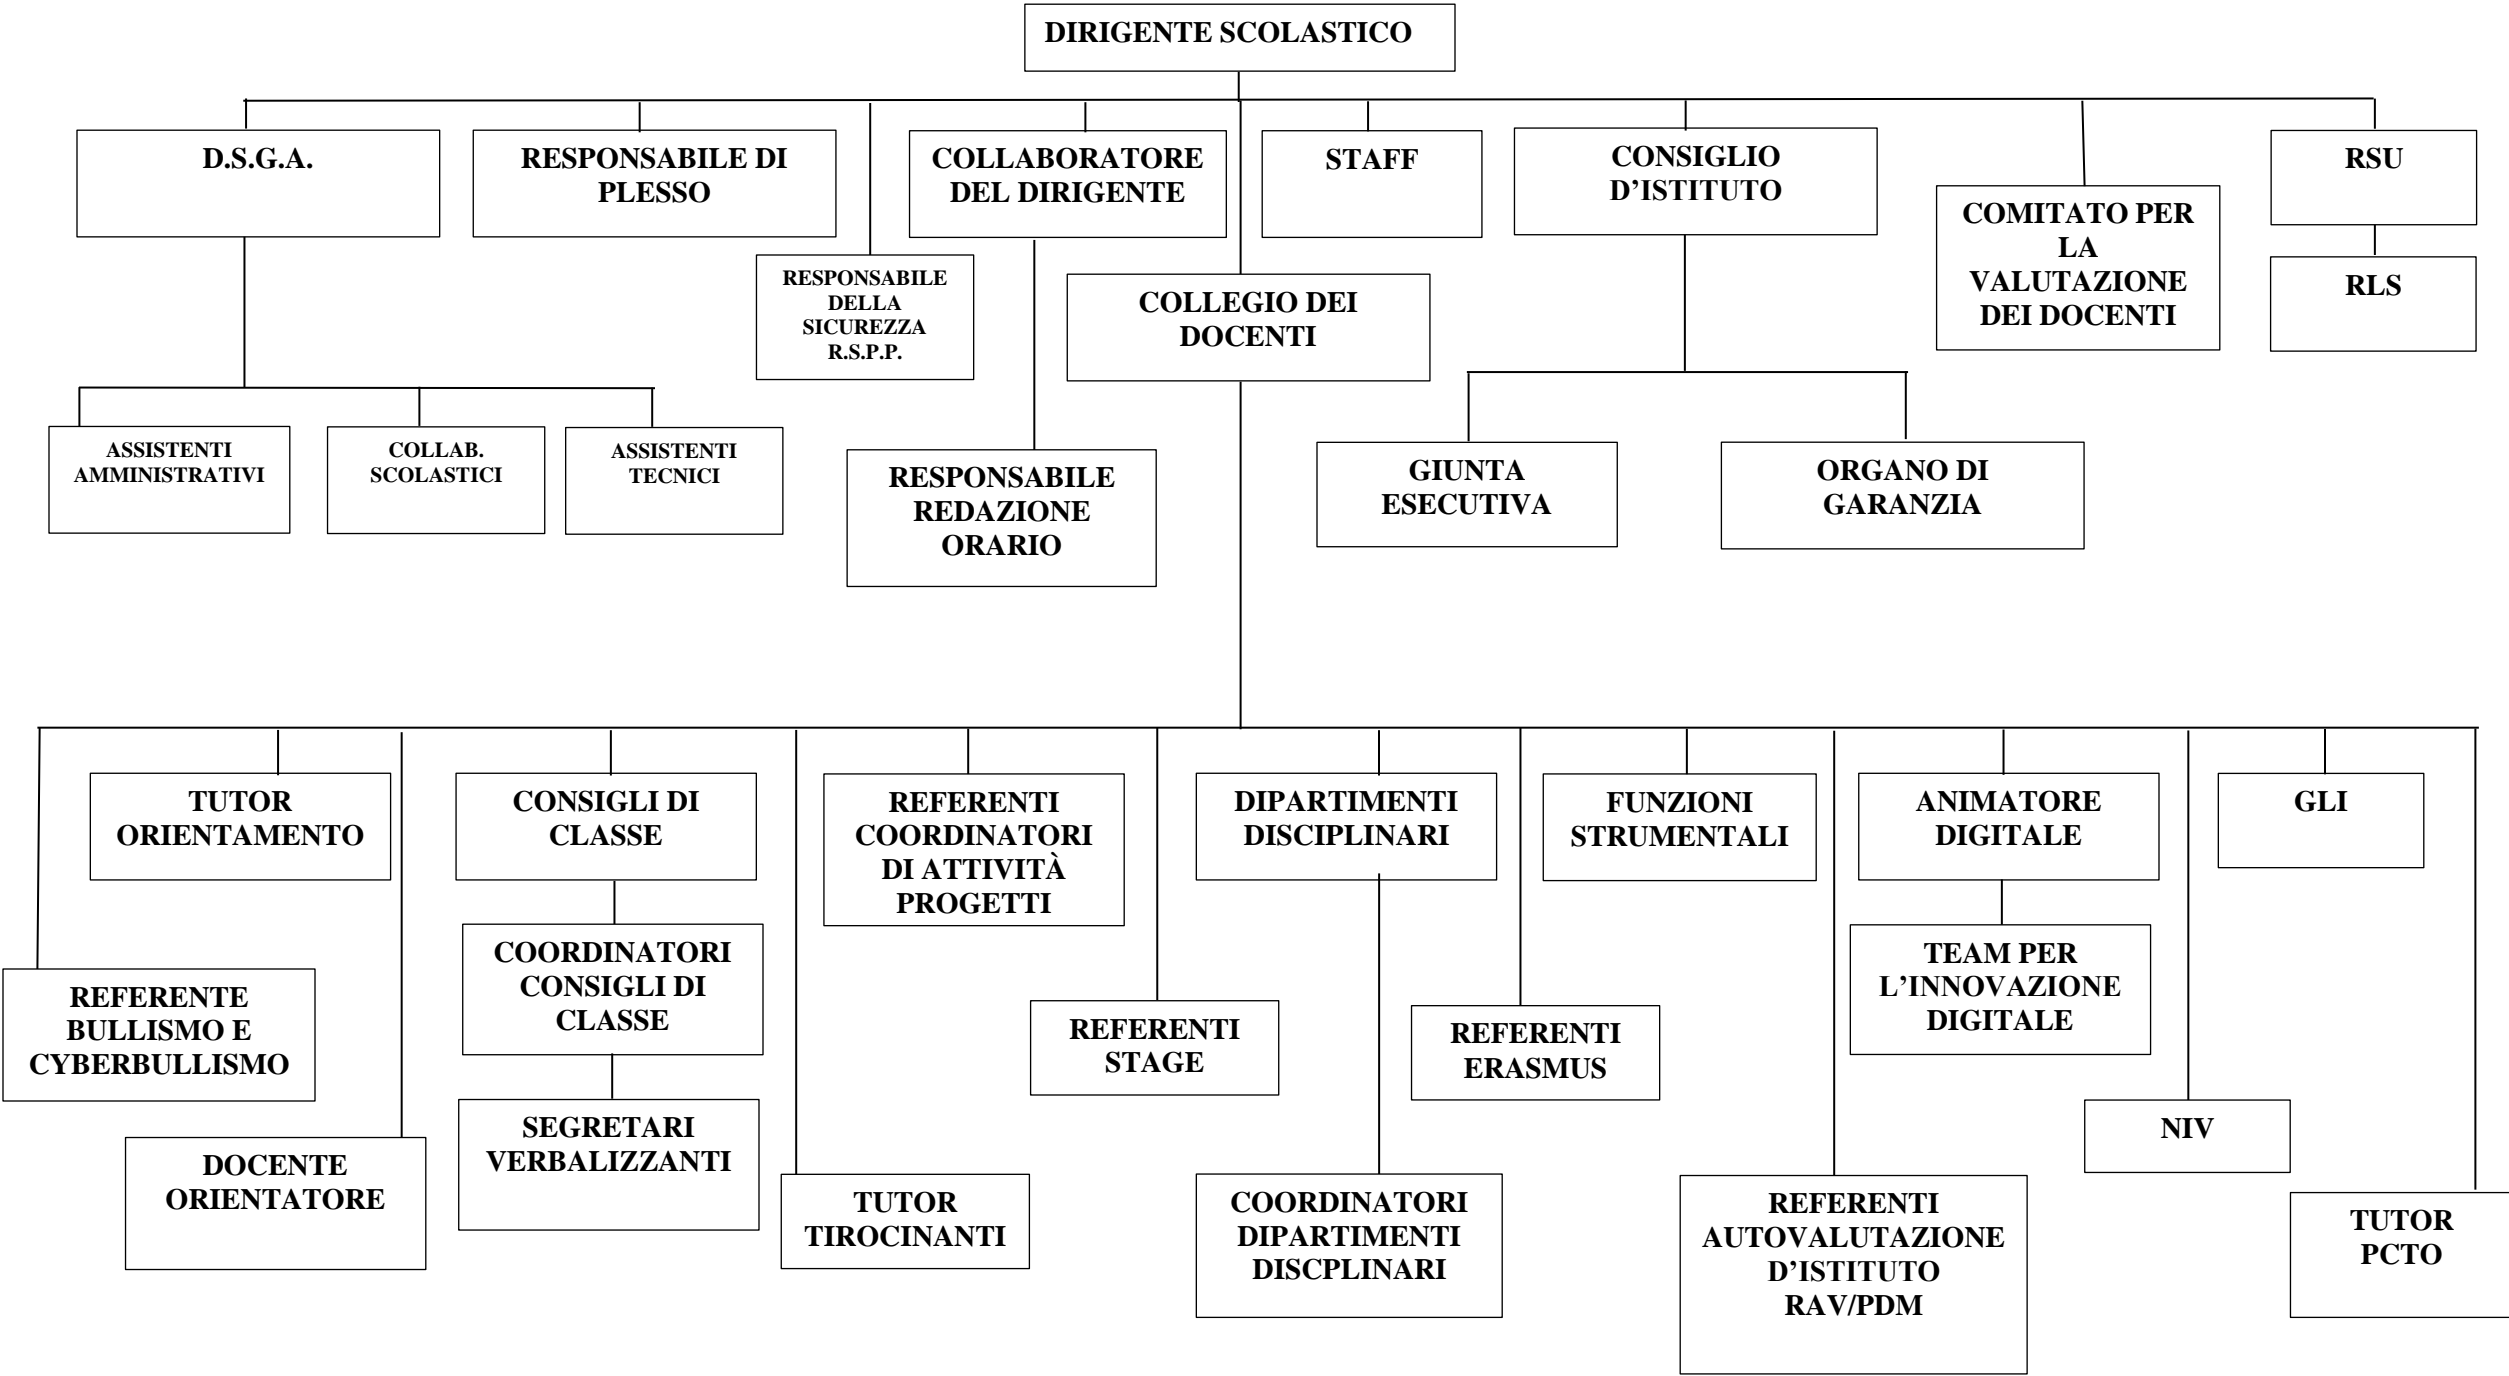 DIRIGENTE SCOLASTICO
D.S.G.A.
RESPONSABILE DI
PLESSO
RESPONSABILE
DELLA
SICUREZZA
R.S.P.P.
COLLABORATORE
DEL DIRIGENTE
COLLEGIO DEI
DOCENTI
STAFF
CONSIGLIO
D’ISTITUTO
COMITATO PER
LA
VALUTAZIONE
DEI DOCENTI
RSU
RLS
ASSISTENTI
AMMINISTRATIVI
COLLAB.
SCOLASTICI
ASSISTENTI
TECNICI
RESPONSABILE
REDAZIONE
ORARIO
GIUNTA
ESECUTIVA
ORGANO DI
GARANZIA
TUTOR
ORIENTAMENTO
CONSIGLI DI
CLASSE
REFERENTI
COORDINATORI
DI ATTIVITÀ
PROGETTI
DIPARTIMENTI
DISCIPLINARI
FUNZIONI
STRUMENTALI
ANIMATORE
DIGITALE
GLI
REFERENTE
BULLISMO E
CYBERBULLISMO
COORDINATORI
CONSIGLI DI
CLASSE
REFERENTI
STAGE
REFERENTI
ERASMUS
TEAM PER
L’INNOVAZIONE
DIGITALE
DOCENTE
ORIENTATORE
SEGRETARI
VERBALIZZANTI
TUTOR
TIROCINANTI
COORDINATORI
DIPARTIMENTI
DISCPLINARI
REFERENTI
AUTOVALUTAZIONE
D’ISTITUTO
RAV/PDM
NIV
TUTOR
PCTO